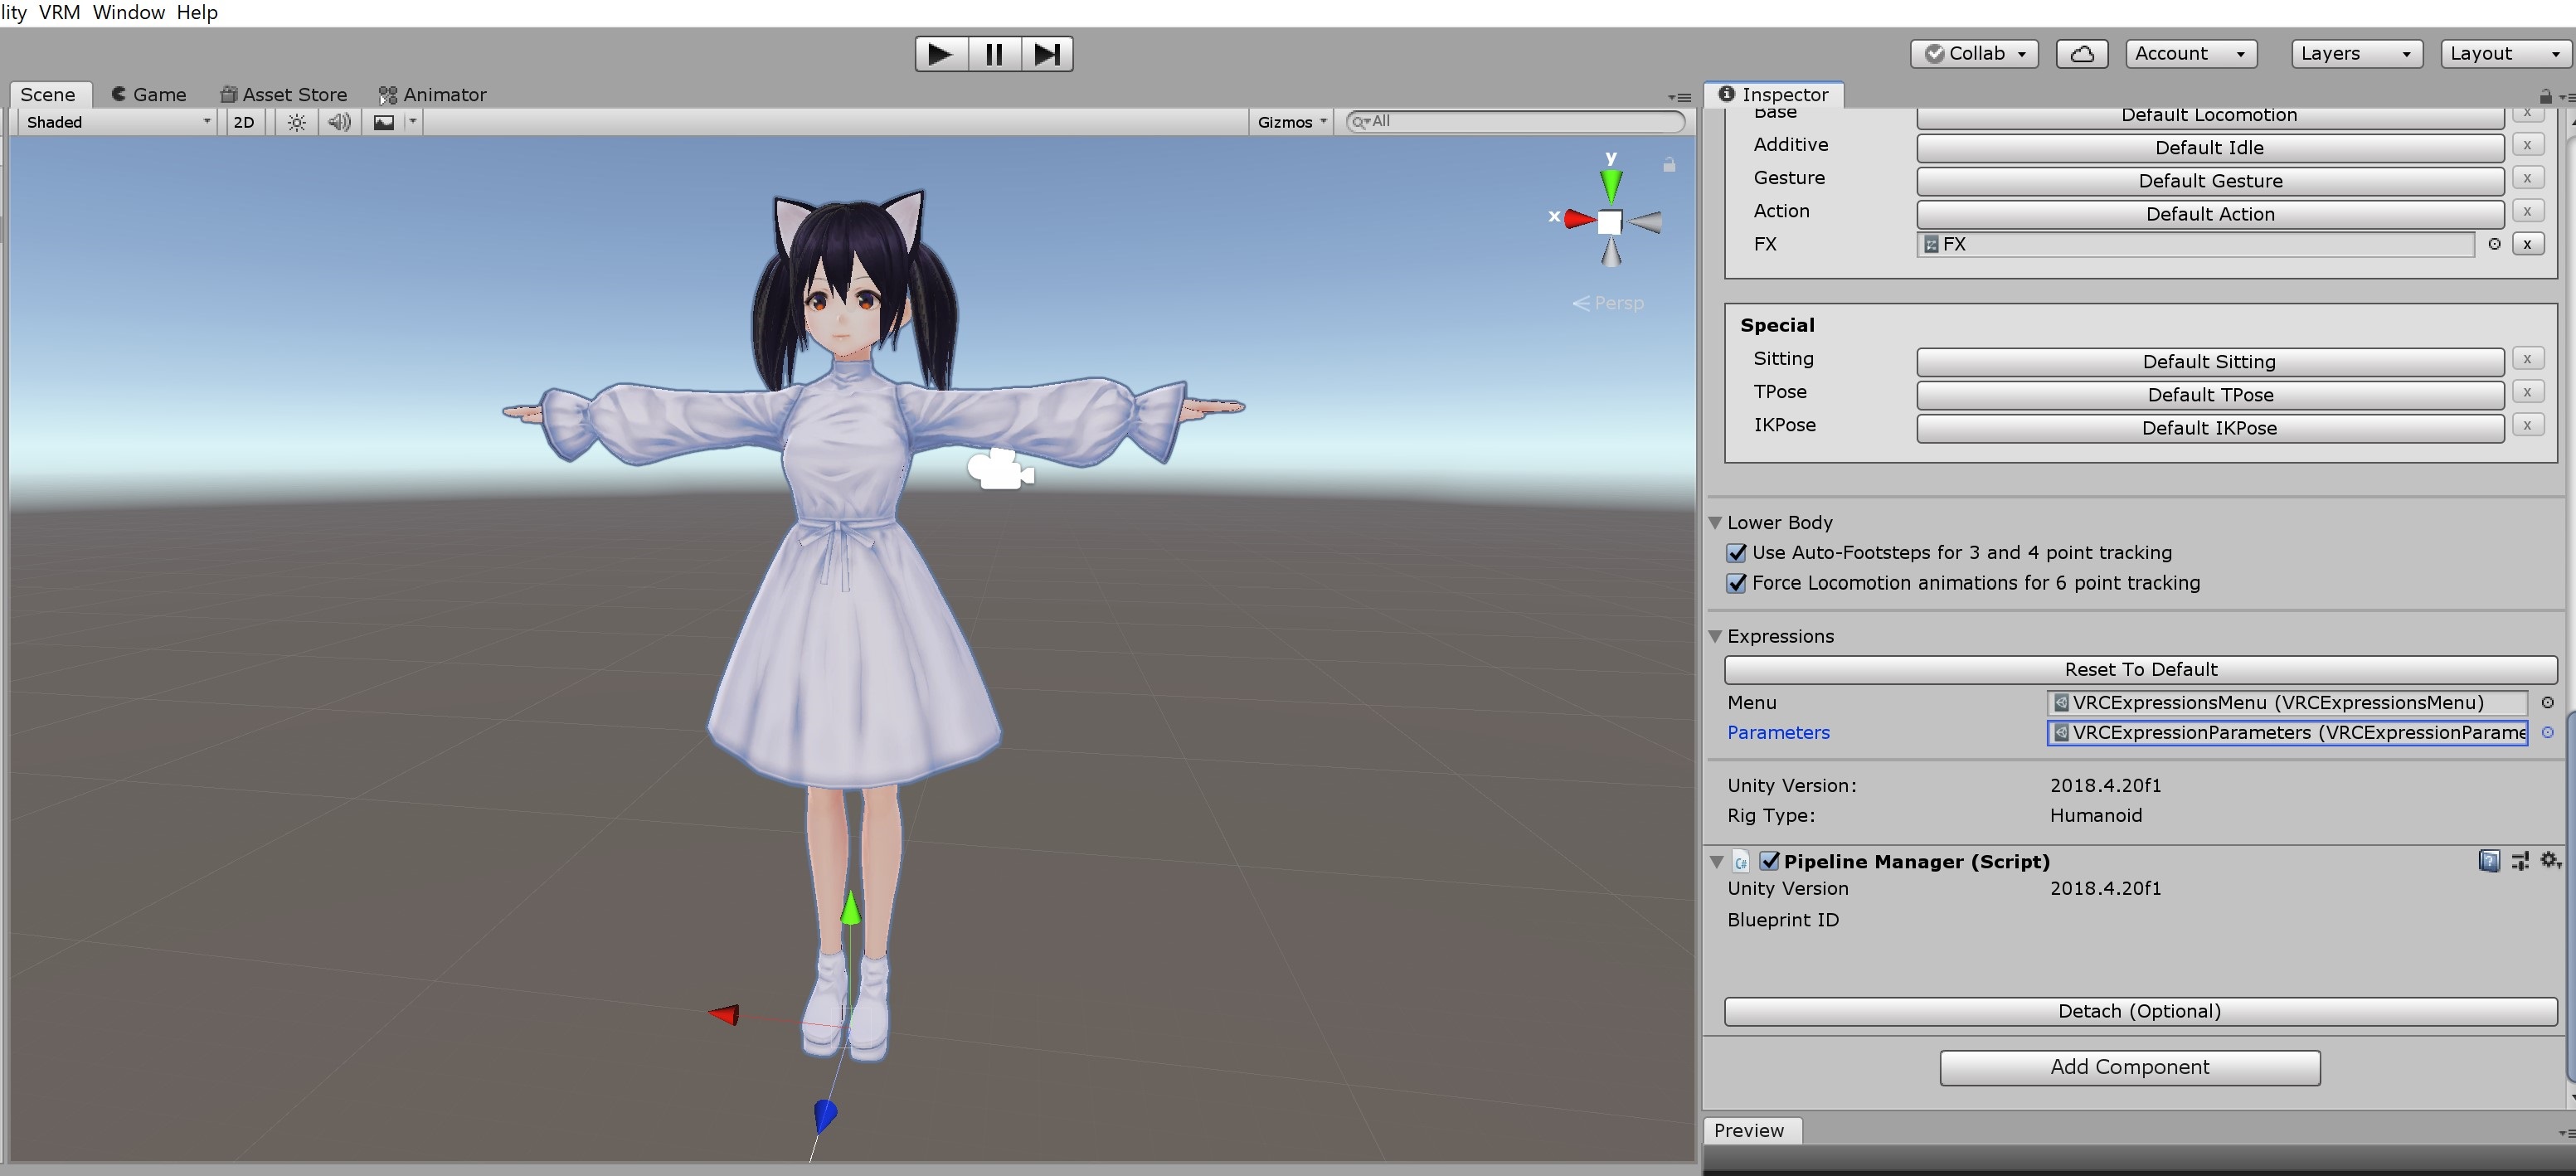 lity VRM Window Help
Collab Account Layers Layout
Scene Game Asset Store Animator
Inspector
Shaded 2D Gizmos All
y
x
Persp
Base Default Locomotion x
Additive Default Idle x
Gesture Default Gesture x
Action Default Action x
FX FX x
Special
Sitting Default Sitting x
TPose Default TPose x
IKPose Default IKPose x
Lower Body
Use Auto-Footsteps for 3 and 4 point tracking
Force Locomotion animations for 6 point tracking
Expressions
Reset To Default
Menu VRCExpressionsMenu (VRCExpressionsMenu)
Parameters VRCExpressionParameters (VRCExpressionParame
Unity Version: 2018.4.20f1
Rig Type: Humanoid
C# Pipeline Manager (Script)
Unity Version 2018.4.20f1
Blueprint ID
Detach (Optional)
Add Component
Preview